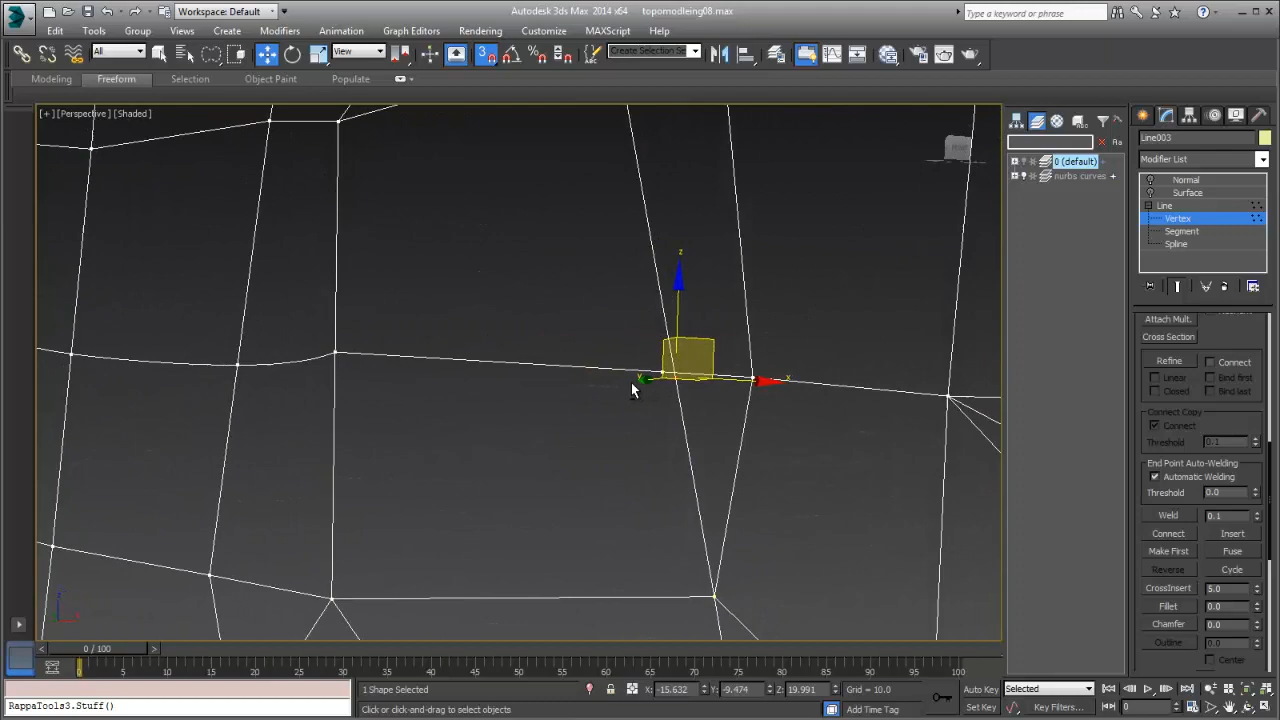 Workspace: Default
Autodesk 3ds Max 2014 x64
topomodleing08.max
Type a keyword or phrase
Edit Tools Group Views Create Modifiers Animation Graph Editors Rendering Customize MAXScript Help
All
View
3
Create Selection Se
Modeling Freeform Selection Object Paint Populate
[+] [Perspective] [Shaded]
Line003
Ra
Modifier List
0 (default)
nurbs curves
Normal
Surface
Line
Vertex
Segment
Spline
Attach Mult.
Cross Section
Refine Connect
Linear Bind first
Closed Bind last
Connect Copy
Connect
Threshold 0.1
End Point Auto-Welding
Automatic Welding
Threshold 0.0
Weld 0.1
Connect Insert
Make First Fuse
Reverse Cycle
CrossInsert 5.0
Fillet 0.0
Chamfer 0.0
Outline 0.0
Center
z
y
x
z
x
0 / 100
0 5 10 15 20 25 30 35 40 45 50 55 60 65 70 75 80 85 90 95 100
1 Shape Selected
X: -15.632 Y: -9.474 Z: 19.991 Grid = 10.0
Auto Key Selected
RappaTools3.Stuff()
Click or click-and-drag to select objects
Add Time Tag
Set Key Key Filters... 0